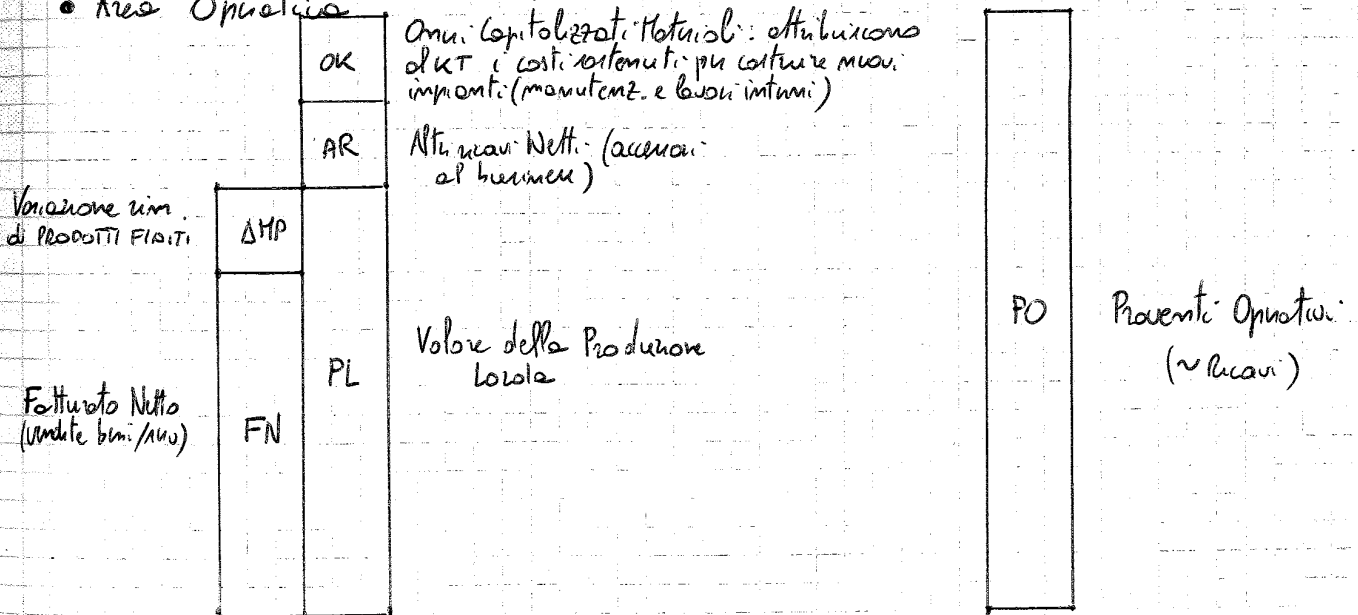 • Area Operativa
OK
Oneri Capitalizzati Materiali: attribuiscono
al KT i costi sostenuti per costruire nuovi
impianti (manutenz. e lavori interni)
AR
Altri ricavi Netti (accessori
al business)
Variazione rim.
di PRODOTTI FINITI
ΔMP
Fatturato Netto
(vendite beni/serv)
FN
PL
Valore della Produzione
Lorda
PO
Proventi Operativi
(~ Ricavi)